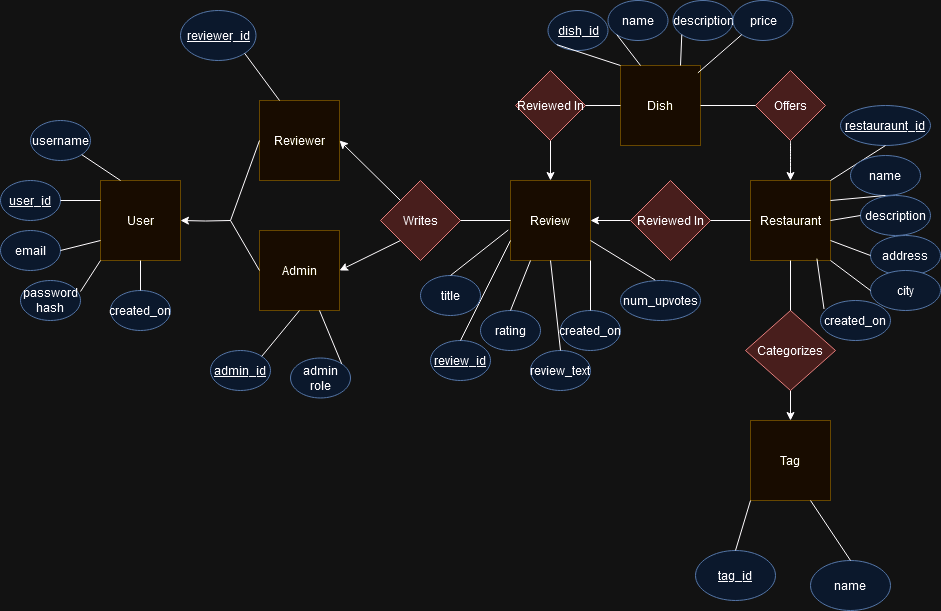 reviewer_id
dish_id
name
description
price
Reviewed In
Dish
Offers
restauraunt_id
username
Reviewer
name
user_id
User
Writes
Review
Reviewed In
Restaurant
description
email
Admin
address
password
hash
created_on
title
num_upvotes
city
rating
created_on
created_on
Categorizes
review_id
review_text
admin_id
admin
role
Tag
tag_id
name